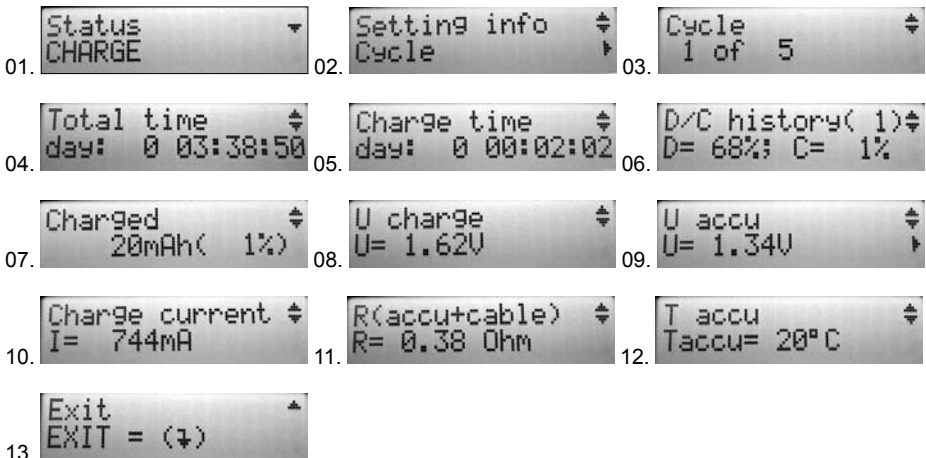 01. Status
CHARGE
02. Setting info
Cycle
03. Cycle
1 of 5
04. Total time
day: 0 03:38:50
05. Charge time
day: 0 00:02:02
06. D/C history( 1)
D= 68%; C= 1%
07. Charged
20mAh( 1%)
08. U charge
U= 1.62V
09. U accu
U= 1.34V
10. Charge current
I= 744mA
11. R(accu+cable)
R= 0.38 Ohm
12. T accu
Taccu= 20°C
13. Exit
EXIT = (↴)